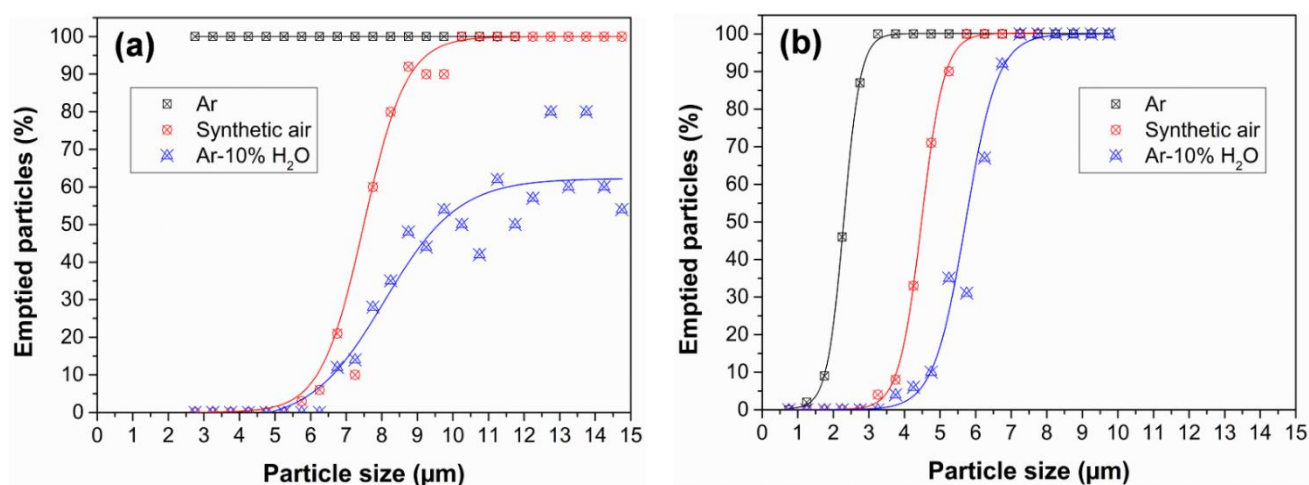 (a)
Ar
Synthetic air
Ar-10% H₂O
Emptied particles (%)
100
90
80
70
60
50
40
30
20
10
0
0 1 2 3 4 5 6 7 8 9 10 11 12 13 14 15
Particle size (µm)
(b)
Ar
Synthetic air
Ar-10% H₂O
Emptied particles (%)
100
90
80
70
60
50
40
30
20
10
0
0 1 2 3 4 5 6 7 8 9 10 11 12 13 14 15
Particle size (µm)